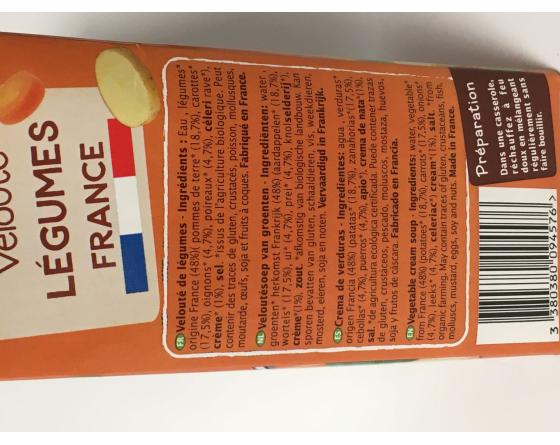 Velouté
LÉGUMES
FRANCE
FR Velouté de légumes - Ingrédients : Eau, légumes*
origine France (48%) (pommes de terre* (18,7%), carottes*
(17,5%), oignons* (4,7%), poireaux* (4,7%), céleri rave*),
crème* (1%), sel. *issus de l'agriculture biologique. Peut
contenir des traces de gluten, crustacés, poisson, mollusques,
moutarde, œufs, soja et fruits à coques. Fabriqué en France.
NL Veloutésoep van groenten - Ingrediënten: water,
groenten* herkomst Frankrijk (48%) (aardappelen* (18,7%),
wortels* (17,5%), ui* (4,7%), prei* (4,7%), knolselderij*),
crème*(1%), zout. *afkomstig van biologische landbouw. Kan
sporen bevatten van gluten, schaaldieren, vis, weekdieren,
mosterd, eieren, soja en noten. Vervaardigd in Frankrijk.
ES Crema de verduras - Ingredientes: agua, verduras*
origen Francia (48%) (patatas* (18,7%), zanahorias* (17,5%),
cebollas* (4,7%), puerros* (4,7%), apio*), crema de nata*(1%),
sal. *de agricultura ecológica certificada. Puede contener trazas
de gluten, crustáceos, pescado, moluscos, mostaza, huevos,
soja y frutos de cáscara. Fabricado en Francia.
EN Vegetable cream soup - Ingredients: water, vegetable*
from France (48%) (potatoes* (18,7%), carrots* (17,5%), onions*
(4,7%), leeks* (4,7%), celeriac*), cream*(1%), salt. *from
organic farming. May contain traces of gluten, crustaceans, fish,
molluscs, mustard, eggs, soy and nuts. Made in France.
Préparation
Dans une casserole,
réchauffez à feu
doux en mélangeant
régulièrement sans
faire bouillir.